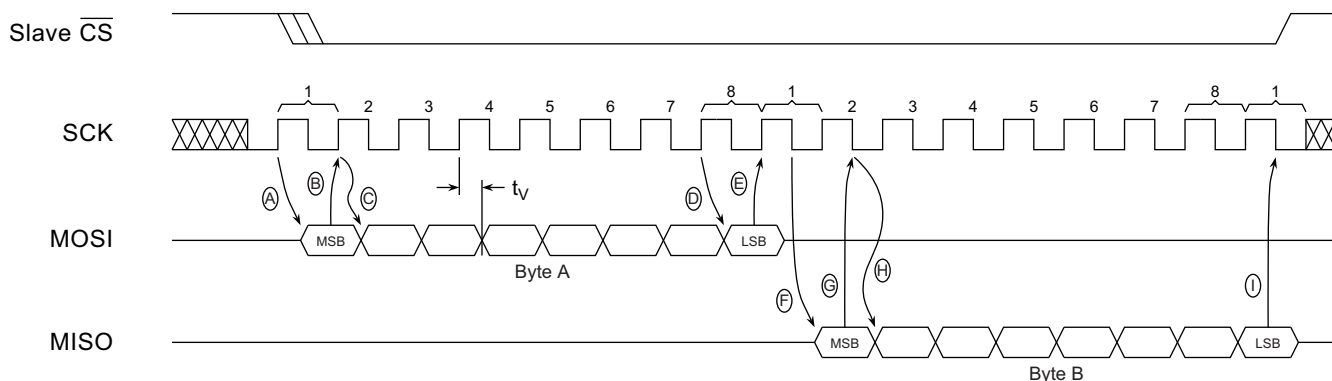 Slave CS
1 8 1 8 1
2 3 4 5 6 7 2 3 4 5 6 7
SCK
A B C tV D E
MOSI MSB LSB
Byte A
F G H I
MISO MSB LSB
Byte B